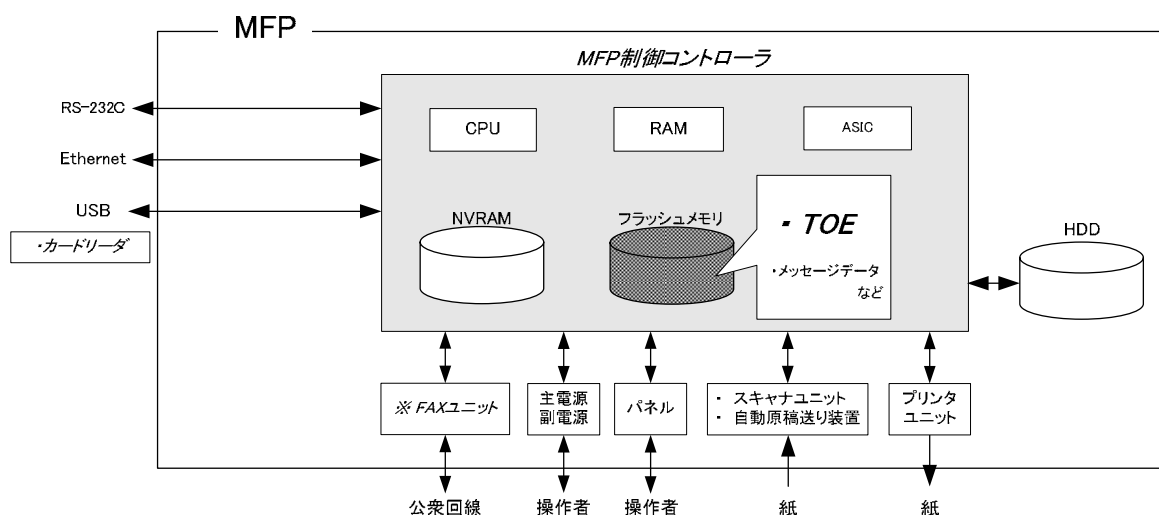 MFP
MFP制御コントローラ
RS-232C
CPU
RAM
ASIC
Ethernet
USB
・カードリーダ
NVRAM
フラッシュメモリ
・TOE
・メッセージデータ
など
HDD
※ FAXユニット
主電源
副電源
パネル
・ スキャナユニット
・ 自動原稿送り装置
プリンタ
ユニット
公衆回線
操作者
操作者
紙
紙